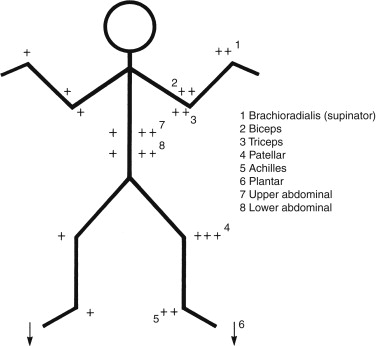 + ++ 1
+ 2 ++
+ ++ 3
+ ++ 7
+ ++ 8
1 Brachioradialis (supinator)
2 Biceps
3 Triceps
4 Patellar
5 Achilles
6 Plantar
7 Upper abdominal
8 Lower abdominal
+ +++ 4
+ 5 ++ 6